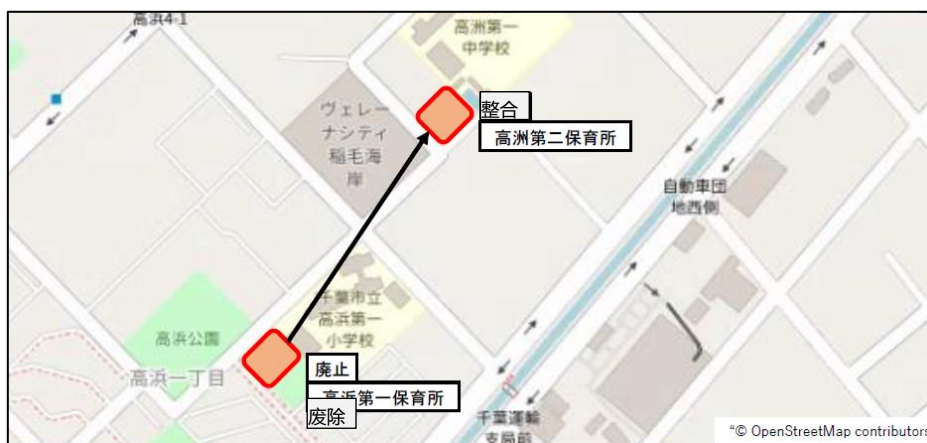 高浜4-1
高洲第一
中学校
ヴェレー
ナシティ
稲毛海
岸
整合
高洲第二保育所
自動車団
地西側
千葉市立
高浜第一
小学校
高浜公園
高浜一丁目
廃止
高浜第一保育所
废除
千葉運輸
支局前
"© OpenStreetMap contributors